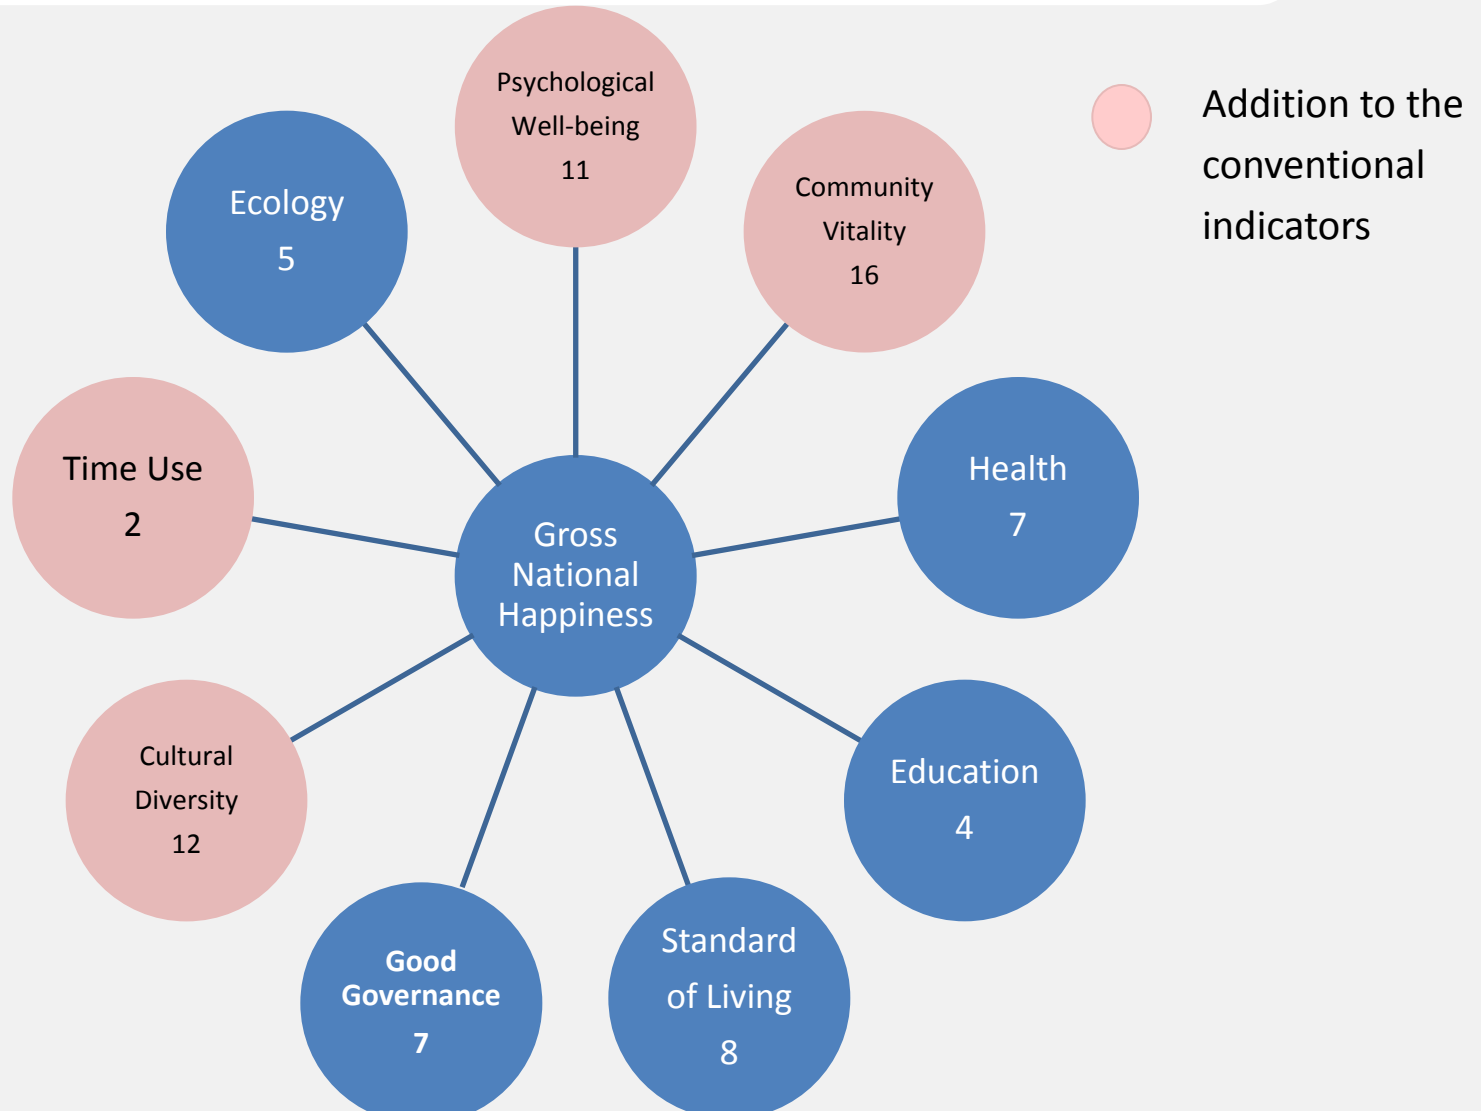 Psychological
Well-being
11
Community
Vitality
16
Health
7
Education
4
Standard
of Living
8
Good
Governance
7
Cultural
Diversity
12
Time Use
2
Ecology
5
Gross
National
Happiness
Addition to the
conventional
indicators